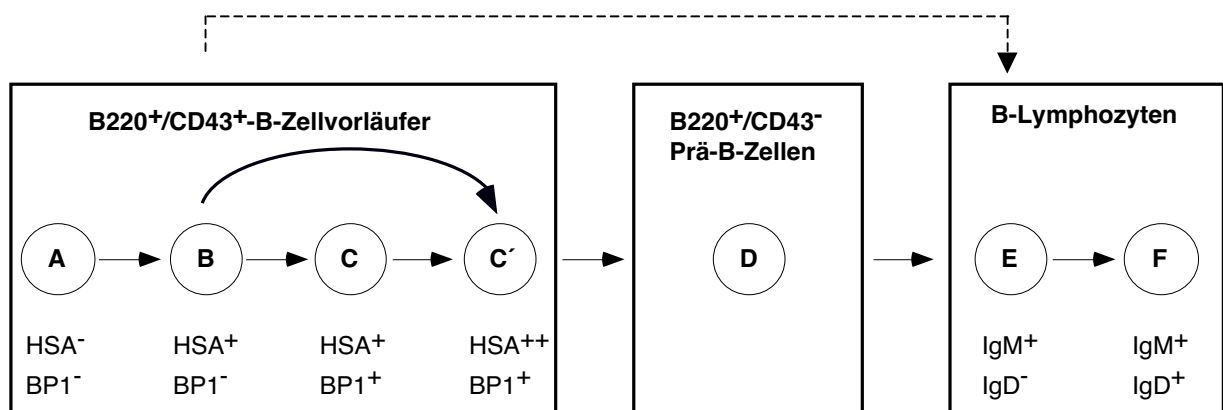 B220+/CD43+-B-Zellvorläufer
B220+/CD43-
Prä-B-Zellen
B-Lymphozyten
A B C C´ D E F
HSA- HSA+ HSA+ HSA++ IgM+ IgM+
BP1- BP1- BP1+ BP1+ IgD- IgD+